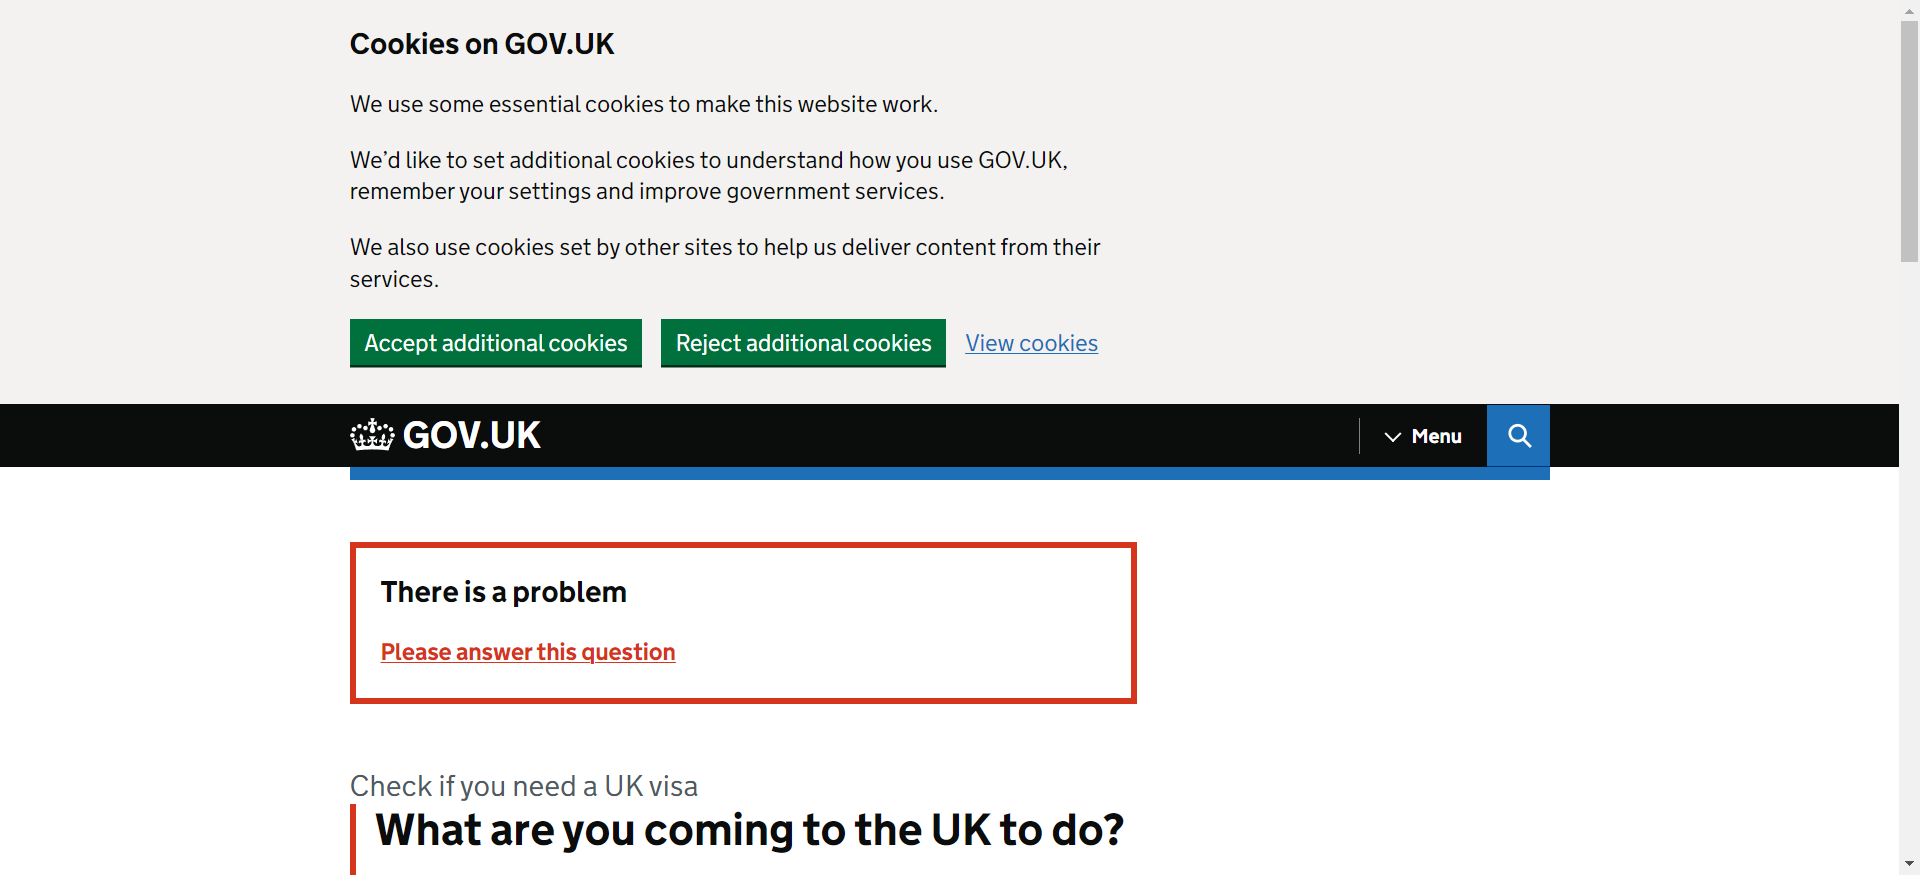 Cookies on GOV.UK
We use some essential cookies to make this website work.
We’d like to set additional cookies to understand how you use GOV.UK,
remember your settings and improve government services.
We also use cookies set by other sites to help us deliver content from their
services.
Accept additional cookies Reject additional cookies View cookies
GOV.UK Menu
There is a problem
Please answer this question
Check if you need a UK visa
What are you coming to the UK to do?